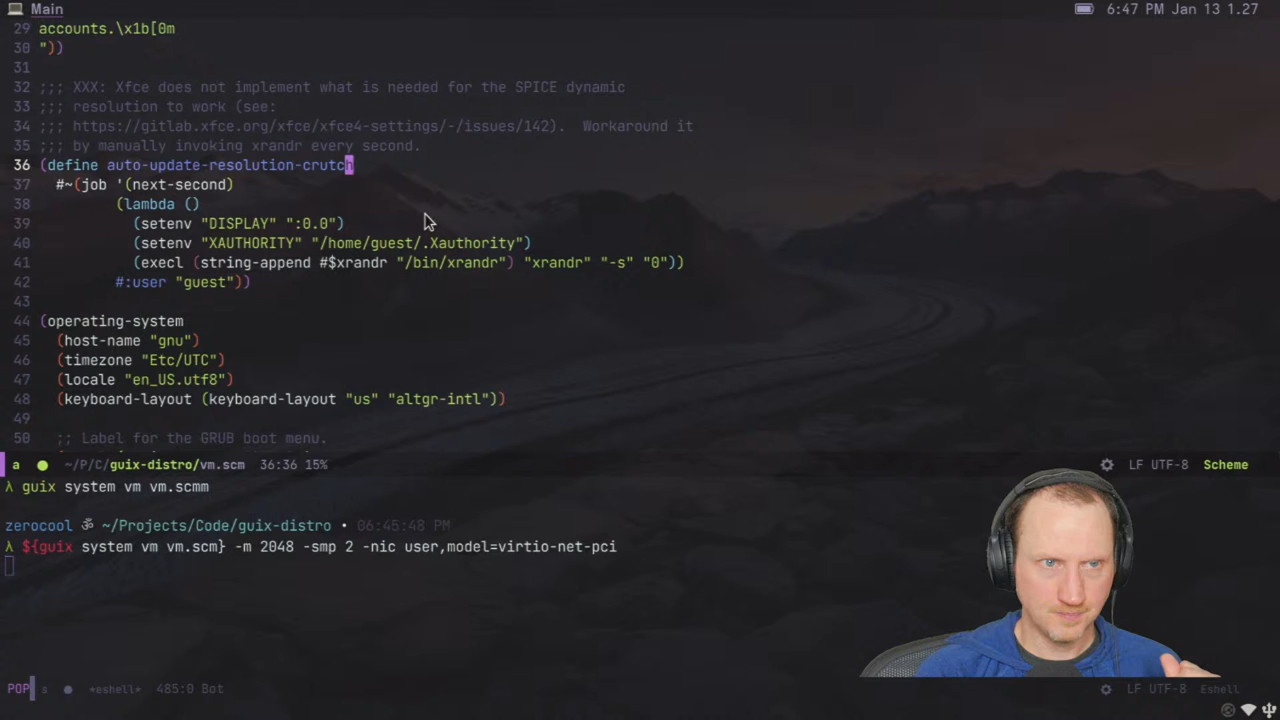 Main
6:47 PM Jan 13 1.27
29 accounts.\x1b[0m
30 "))
31
32 ;;; XXX: Xfce does not implement what is needed for the SPICE dynamic
33 ;;; resolution to work (see:
34 ;;; https://gitlab.xfce.org/xfce/xfce4-settings/-/issues/142).  Workaround it
35 ;;; by manually invoking xrandr every second.
36 (define auto-update-resolution-crutch
37   #~(job '(next-second)
38          (lambda ()
39            (setenv "DISPLAY" ":0.0")
40            (setenv "XAUTHORITY" "/home/guest/.Xauthority")
41            (execl (string-append #$xrandr "/bin/xrandr") "xrandr" "-s" "0"))
42          #:user "guest"))
43
44 (operating-system
45   (host-name "gnu")
46   (timezone "Etc/UTC")
47   (locale "en_US.utf8")
48   (keyboard-layout (keyboard-layout "us" "altgr-intl"))
49
50   ;; Label for the GRUB boot menu.
a ● ~/P/C/guix-distro/vm.scm 36:36 15% LF UTF-8 Scheme
λ guix system vm vm.scmm
zerocool ॐ ~/Projects/Code/guix-distro • 06:45:48 PM
λ ${guix system vm vm.scm} -m 2048 -smp 2 -nic user,model=virtio-net-pci
POP s ● *eshell* 485:0 Bot LF UTF-8 Eshell